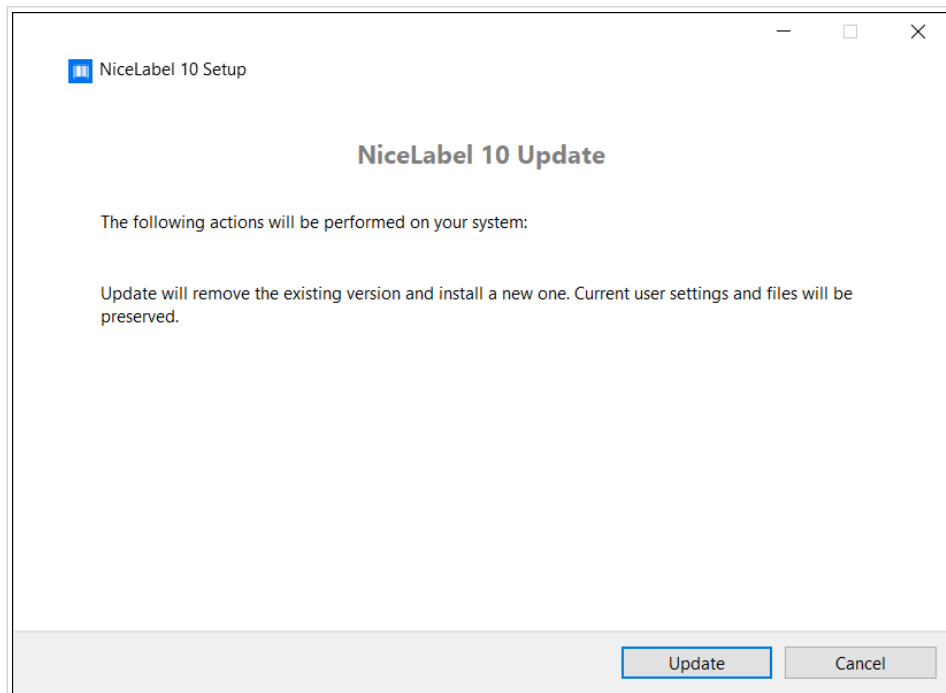 NiceLabel 10 Setup
NiceLabel 10 Update
The following actions will be performed on your system:
Update will remove the existing version and install a new one. Current user settings and files will be
preserved.
Update
Cancel